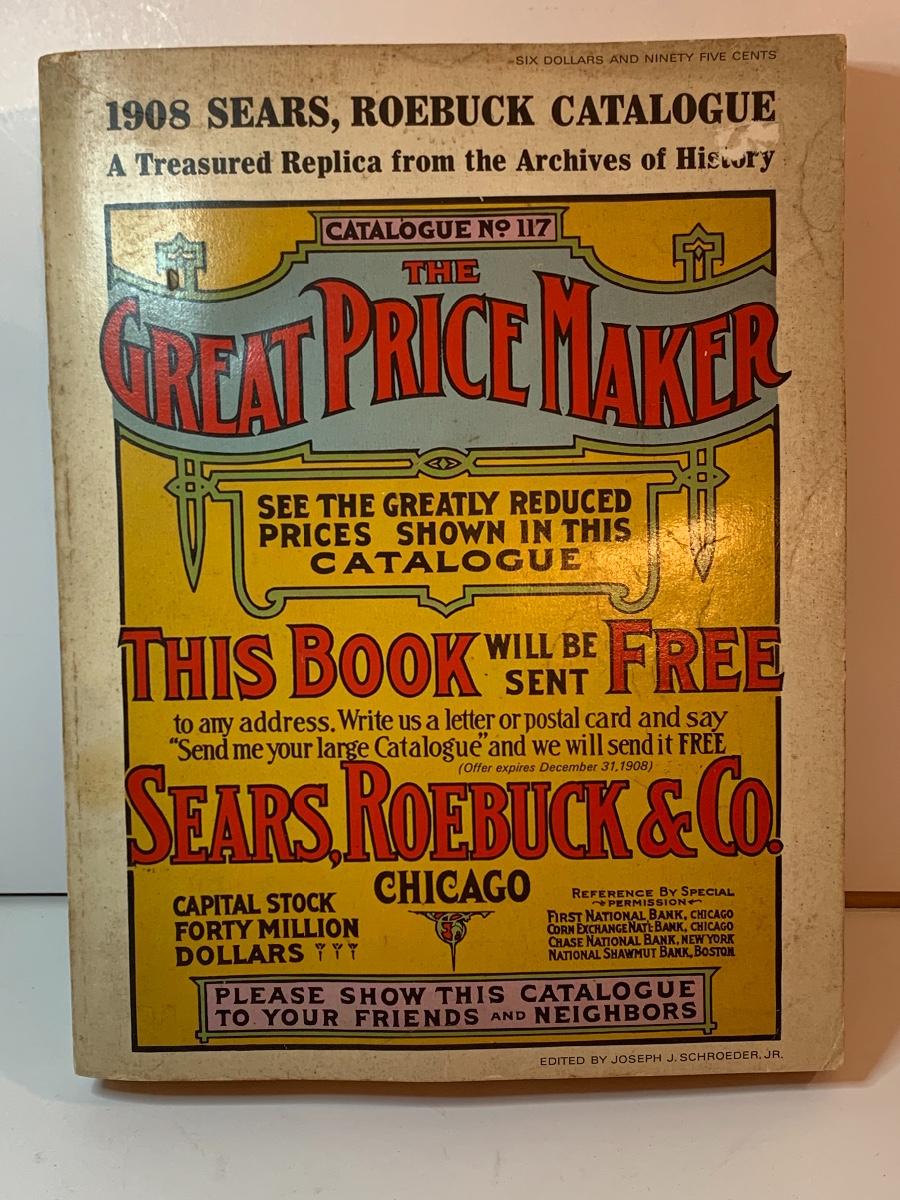 SIX DOLLARS AND NINETY FIVE CENTS
1908 SEARS, ROEBUCK CATALOGUE
A Treasured Replica from the Archives of History
CATALOGUE No 117
THE
GREAT PRICE MAKER
SEE THE GREATLY REDUCED
PRICES SHOWN IN THIS
CATALOGUE
THIS BOOK WILL BE SENT FREE
to any address. Write us a letter or postal card and say
"Send me your large Catalogue" and we will send it FREE
(Offer expires December 31, 1908)
SEARS, ROEBUCK & CO.
CHICAGO
CAPITAL STOCK
FORTY MILLION
DOLLARS
REFERENCE BY SPECIAL
PERMISSION
FIRST NATIONAL BANK, CHICAGO
CORN EXCHANGE NAT'L BANK, CHICAGO
CHASE NATIONAL BANK, NEW YORK
NATIONAL SHAWMUT BANK, BOSTON
PLEASE SHOW THIS CATALOGUE
TO YOUR FRIENDS AND NEIGHBORS
EDITED BY JOSEPH J. SCHROEDER, JR.